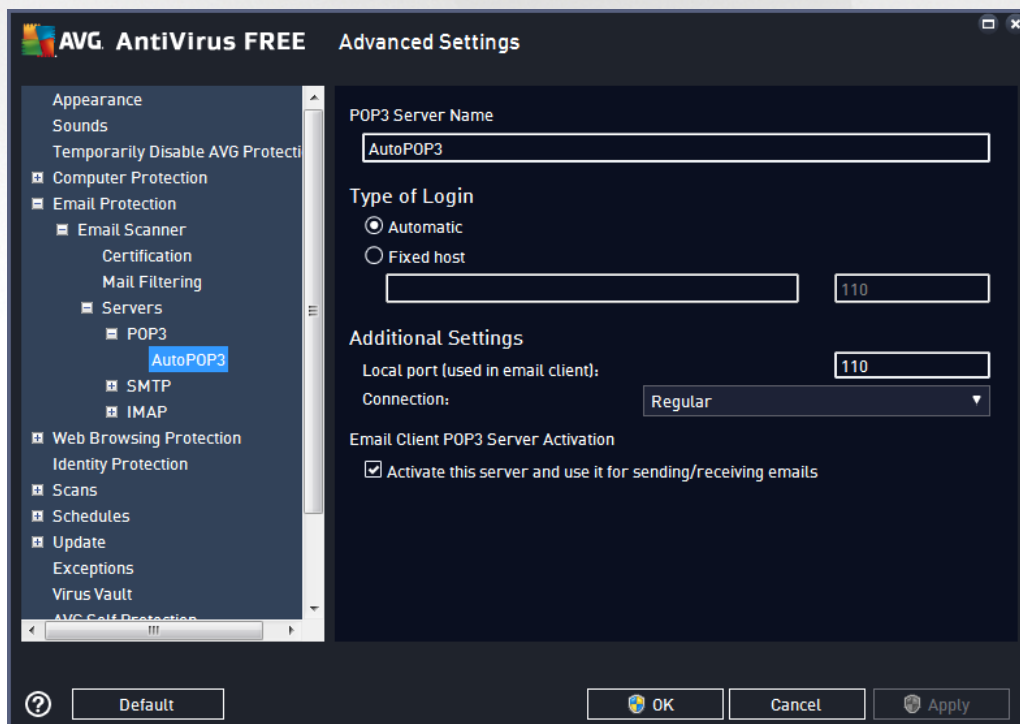 AVG. AntiVirus FREE Advanced Settings
Appearance
Sounds
Temporarily Disable AVG Protecti
Computer Protection
Email Protection
Email Scanner
Certification
Mail Filtering
Servers
POP3
AutoPOP3
SMTP
IMAP
Web Browsing Protection
Identity Protection
Scans
Schedules
Update
Exceptions
Virus Vault
AVG Self Protection
POP3 Server Name
AutoPOP3
Type of Login
Automatic
Fixed host
110
Additional Settings
Local port (used in email client): 110
Connection: Regular
Email Client POP3 Server Activation
Activate this server and use it for sending/receiving emails
? Default OK Cancel Apply